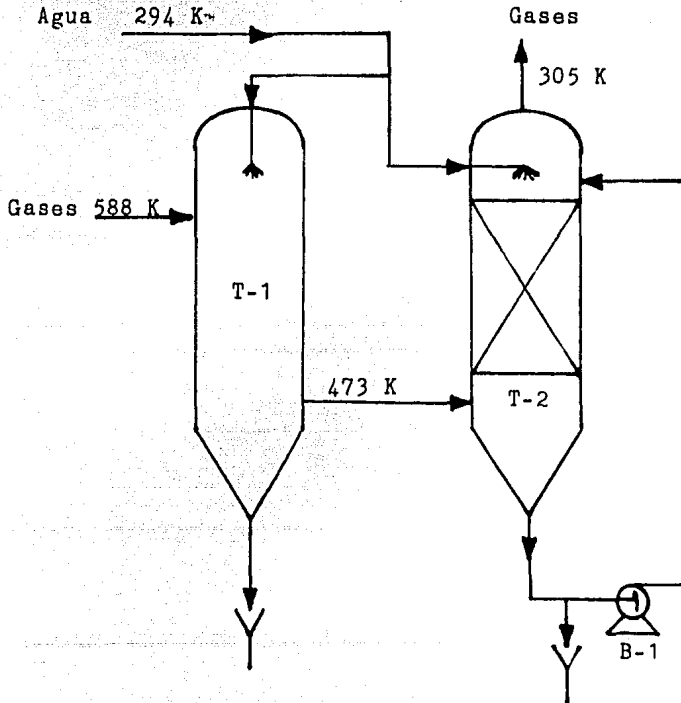 Agua 294 K
Gases
305 K
Gases 588 K
T-1
473 K
T-2
B-1